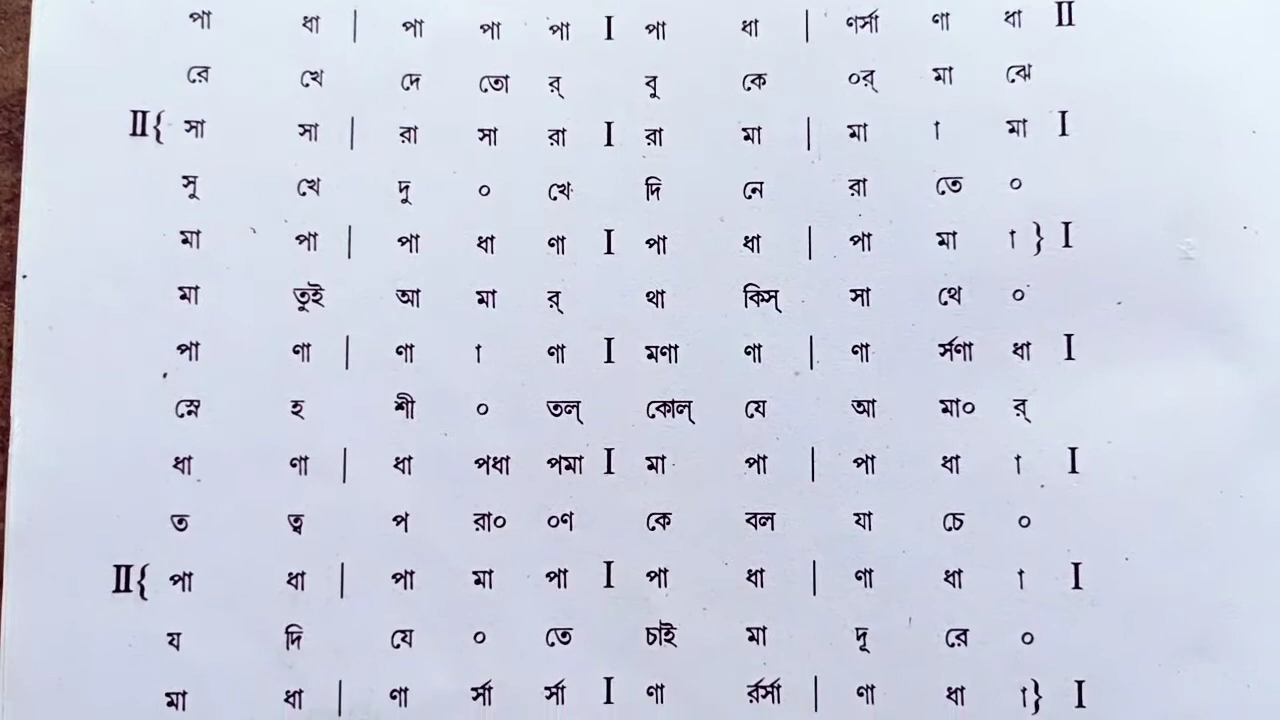 পা ধা | পা পা পা I পা ধা | ণর্সা ণা ধা II
রে খে দে তো র্ বু কে ০র্ মা ঝে
II{ সা সা | রা সা রা I রা মা | মা া মা I
সু খে দু ০ খে দি নে রা তে ০
মা পা | পা ধা ণা I পা ধা | পা মা া } I
মা তুই আ মা র্ থা কিস্ সা থে ০
পা ণা | ণা া ণা I মণা ণা | ণা র্সণা ধা I
স্নে হ শী ০ তল্ কোল্ যে আ মা০ র্
ধা ণা | ধা পধা পমা I মা পা | পা ধা া I
ত ত্ব প রা০ ০ণ কে বল যা চে ০
II{ পা ধা | পা মা পা I পা ধা | ণা ধা া I
য দি যে ০ তে চাই মা দূ রে ০
মা ধা | ণা র্সা র্সা I ণা র্রর্সা | ণা ধা া} I